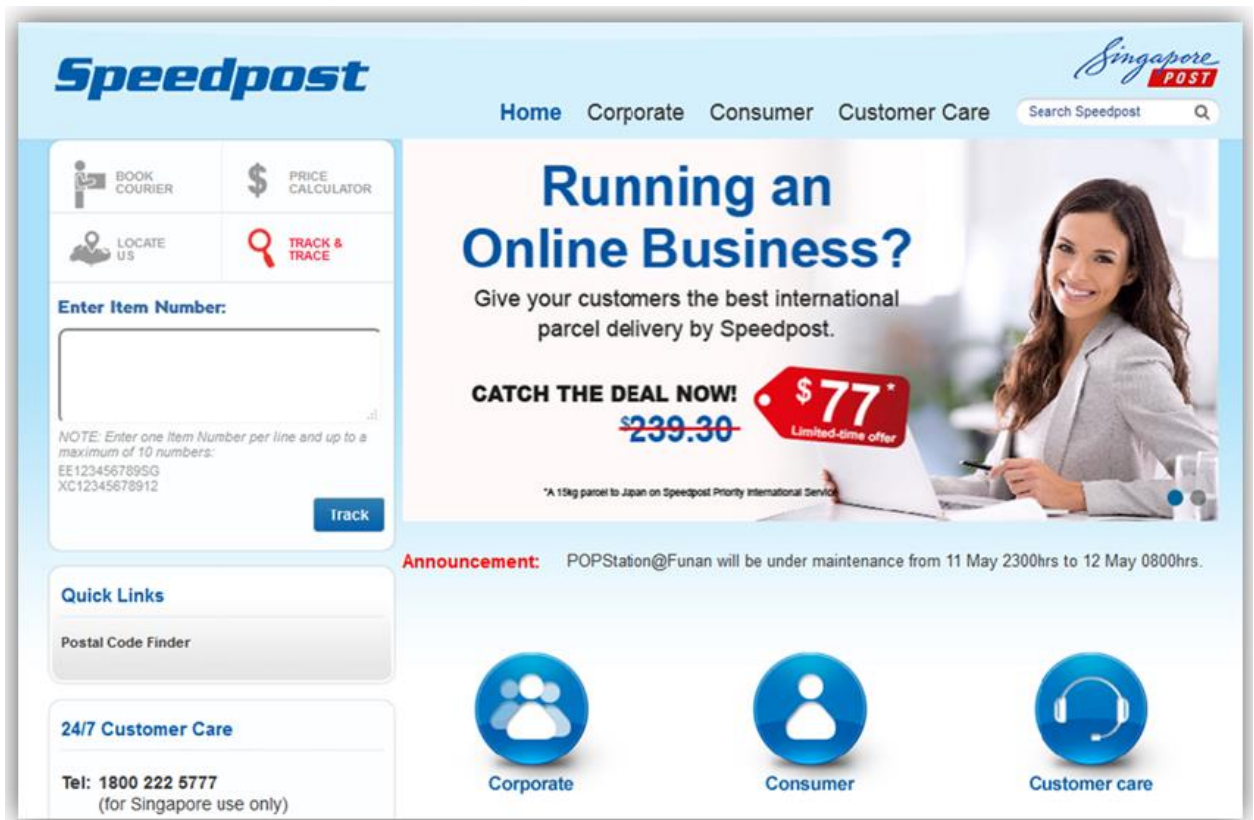 Speedpost
Singapore
POST
Home Corporate Consumer Customer Care
Search Speedpost
BOOK
COURIER
PRICE
CALCULATOR
LOCATE
US
TRACK &
TRACE
Enter Item Number:
NOTE: Enter one Item Number per line and up to a
maximum of 10 numbers:
EE123456789SG
XC12345678912
Track
Quick Links
Postal Code Finder
24/7 Customer Care
Tel: 1800 222 5777
(for Singapore use only)
Running an
Online Business?
Give your customers the best international
parcel delivery by Speedpost.
CATCH THE DEAL NOW!
$239.30
$77*
Limited-time offer
*A 15kg parcel to Japan on Speedpost Priority International Service
Announcement: POPStation@Funan will be under maintenance from 11 May 2300hrs to 12 May 0800hrs.
Corporate
Consumer
Customer care